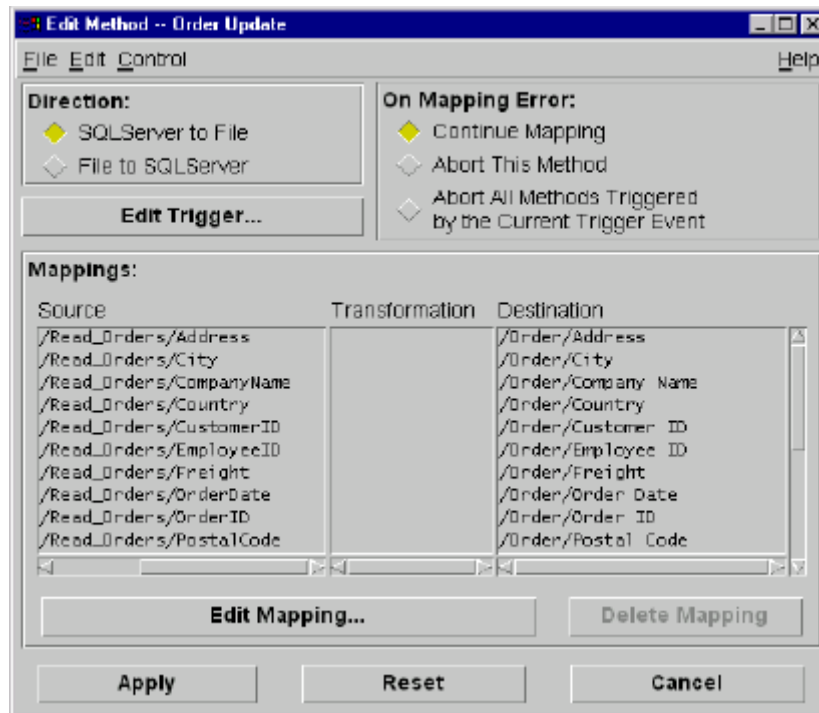 Edit Method -- Order Update
File Edit Control Help
Direction:
SQLServer to File
File to SQLServer
Edit Trigger...
On Mapping Error:
Continue Mapping
Abort This Method
Abort All Methods Triggered
by the Current Trigger Event
Mappings:
Source Transformation Destination
/Read_Orders/Address /Order/Address
/Read_Orders/City /Order/City
/Read_Orders/CompanyName /Order/Company Name
/Read_Orders/Country /Order/Country
/Read_Orders/CustomerID /Order/Customer ID
/Read_Orders/EmployeeID /Order/Employee ID
/Read_Orders/Freight /Order/Freight
/Read_Orders/OrderDate /Order/Order Date
/Read_Orders/OrderID /Order/Order ID
/Read_Orders/PostalCode /Order/Postal Code
Edit Mapping... Delete Mapping
Apply Reset Cancel